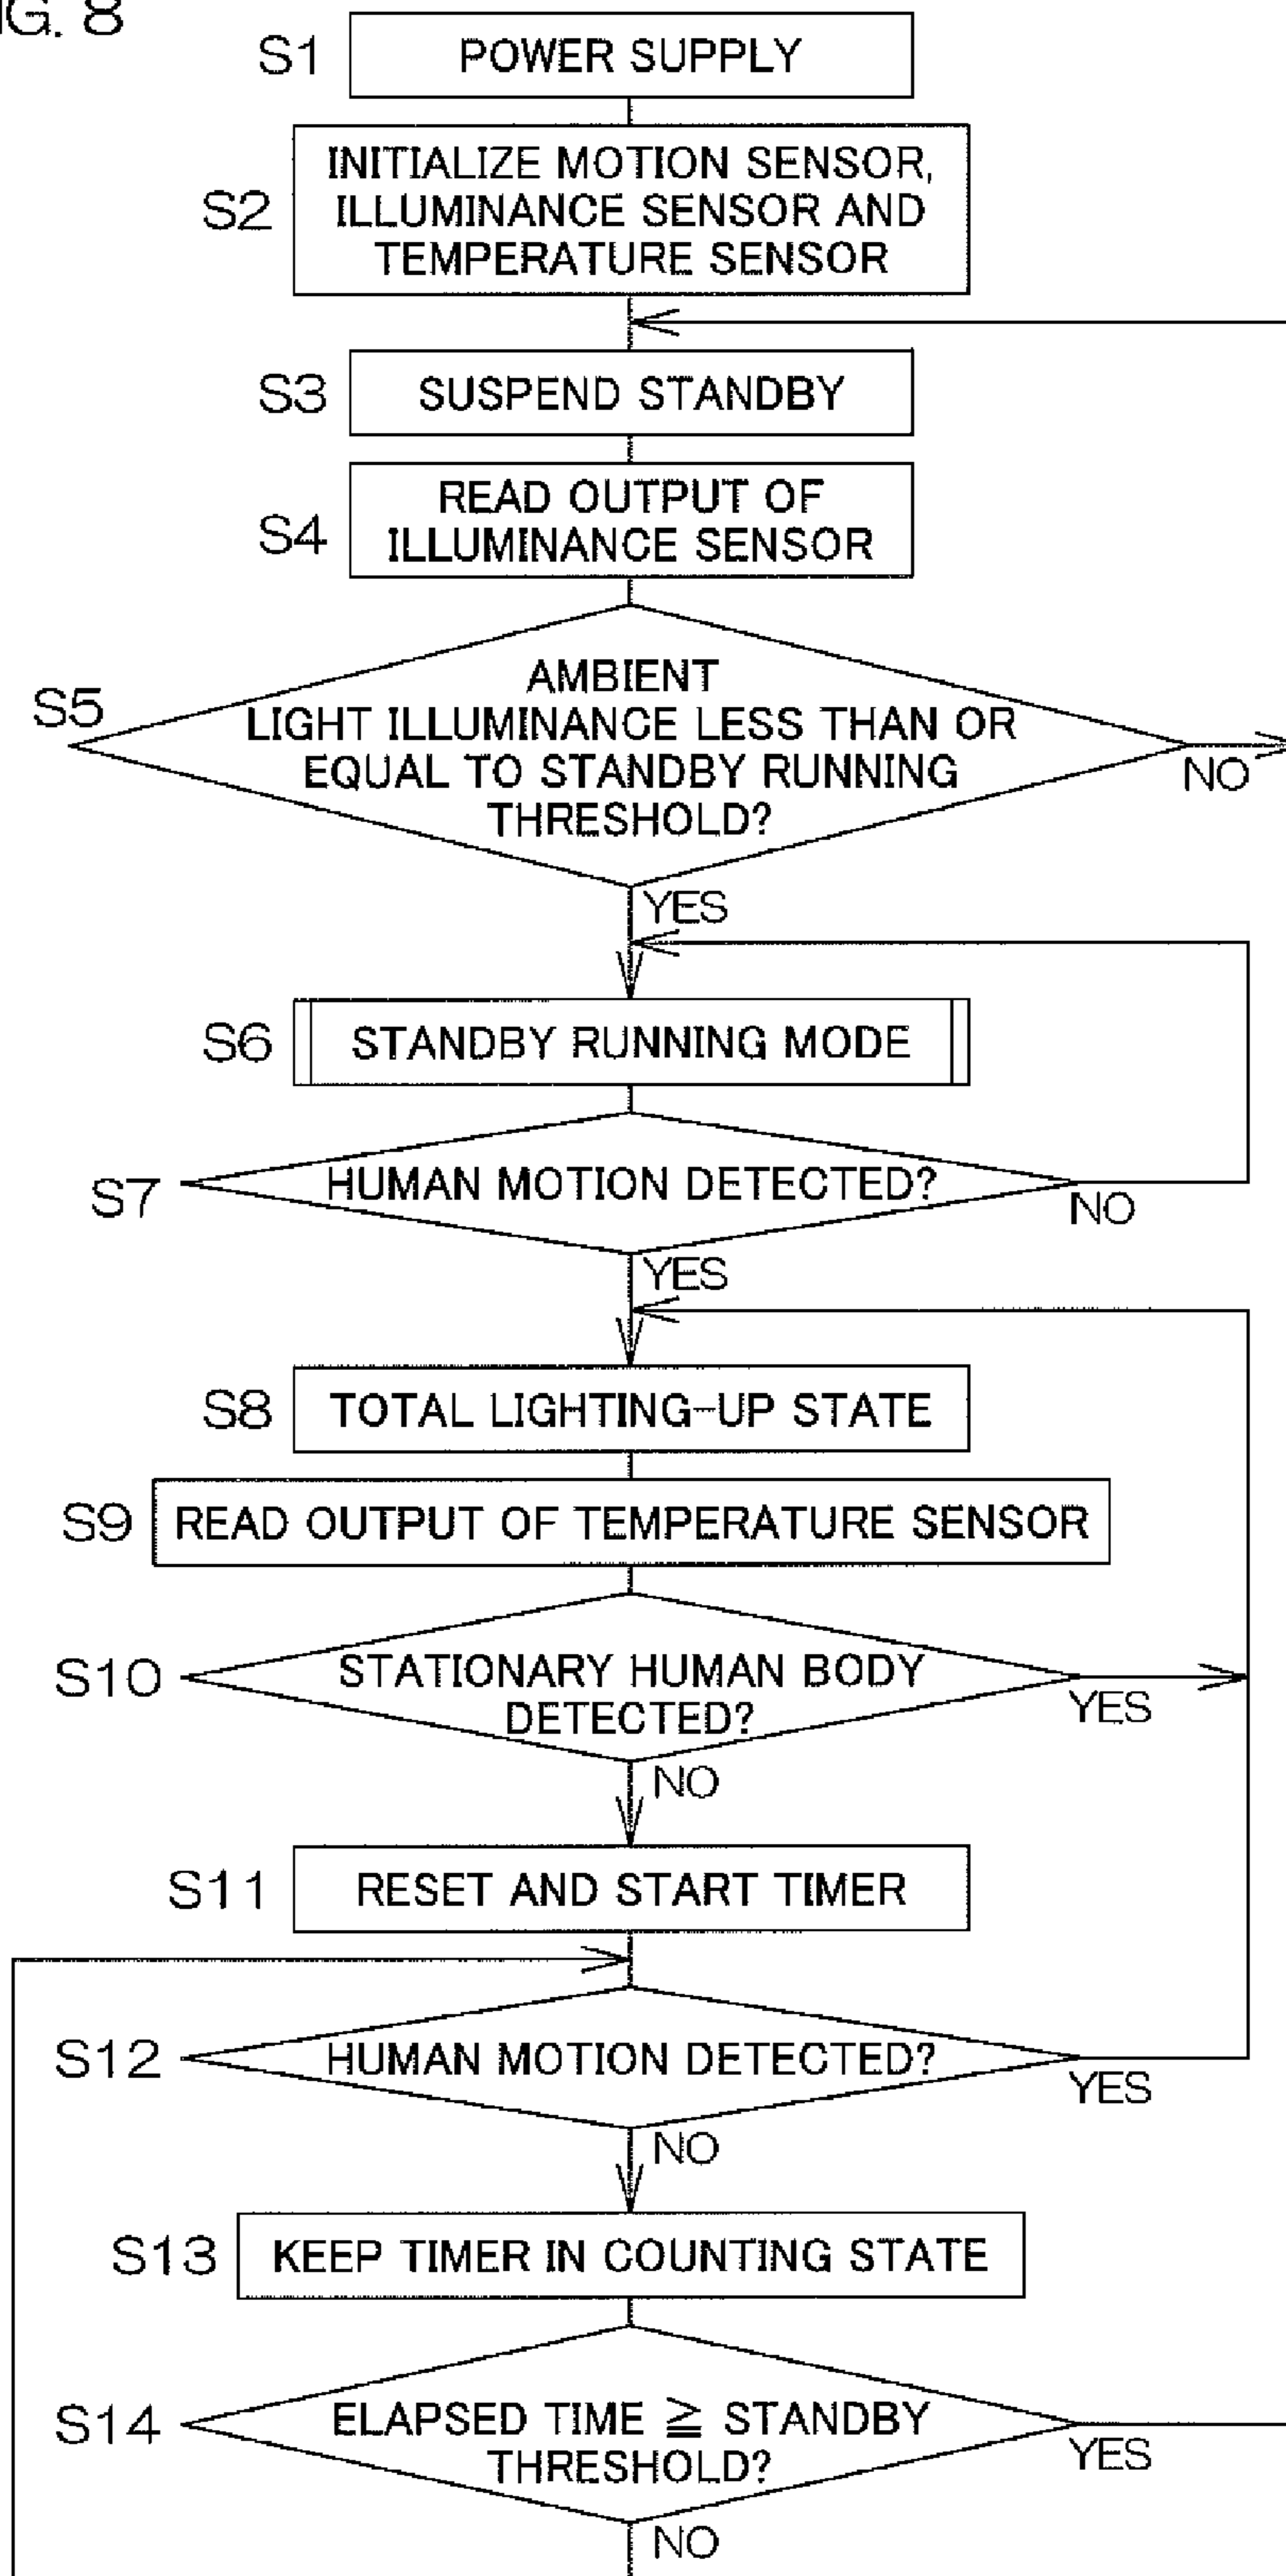 IG. 8
S1 POWER SUPPLY
S2 INITIALIZE MOTION SENSOR,
ILLUMINANCE SENSOR AND
TEMPERATURE SENSOR
S3 SUSPEND STANDBY
S4 READ OUTPUT OF
ILLUMINANCE SENSOR
S5 AMBIENT
LIGHT ILLUMINANCE LESS THAN OR
EQUAL TO STANDBY RUNNING
THRESHOLD?
NO
YES
S6 STANDBY RUNNING MODE
S7 HUMAN MOTION DETECTED?
NO
YES
S8 TOTAL LIGHTING-UP STATE
S9 READ OUTPUT OF TEMPERATURE SENSOR
S10 STATIONARY HUMAN BODY
DETECTED?
YES
NO
S11 RESET AND START TIMER
S12 HUMAN MOTION DETECTED?
YES
NO
S13 KEEP TIMER IN COUNTING STATE
S14 ELAPSED TIME ≧ STANDBY
THRESHOLD?
YES
NO